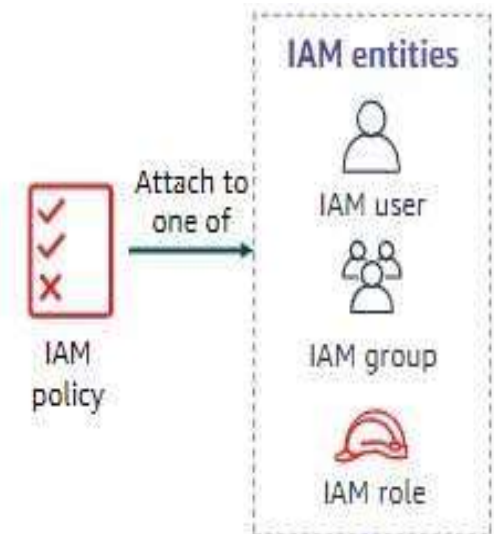 IAM entities
IAM user
IAM group
IAM role
Attach to
one of
IAM
policy